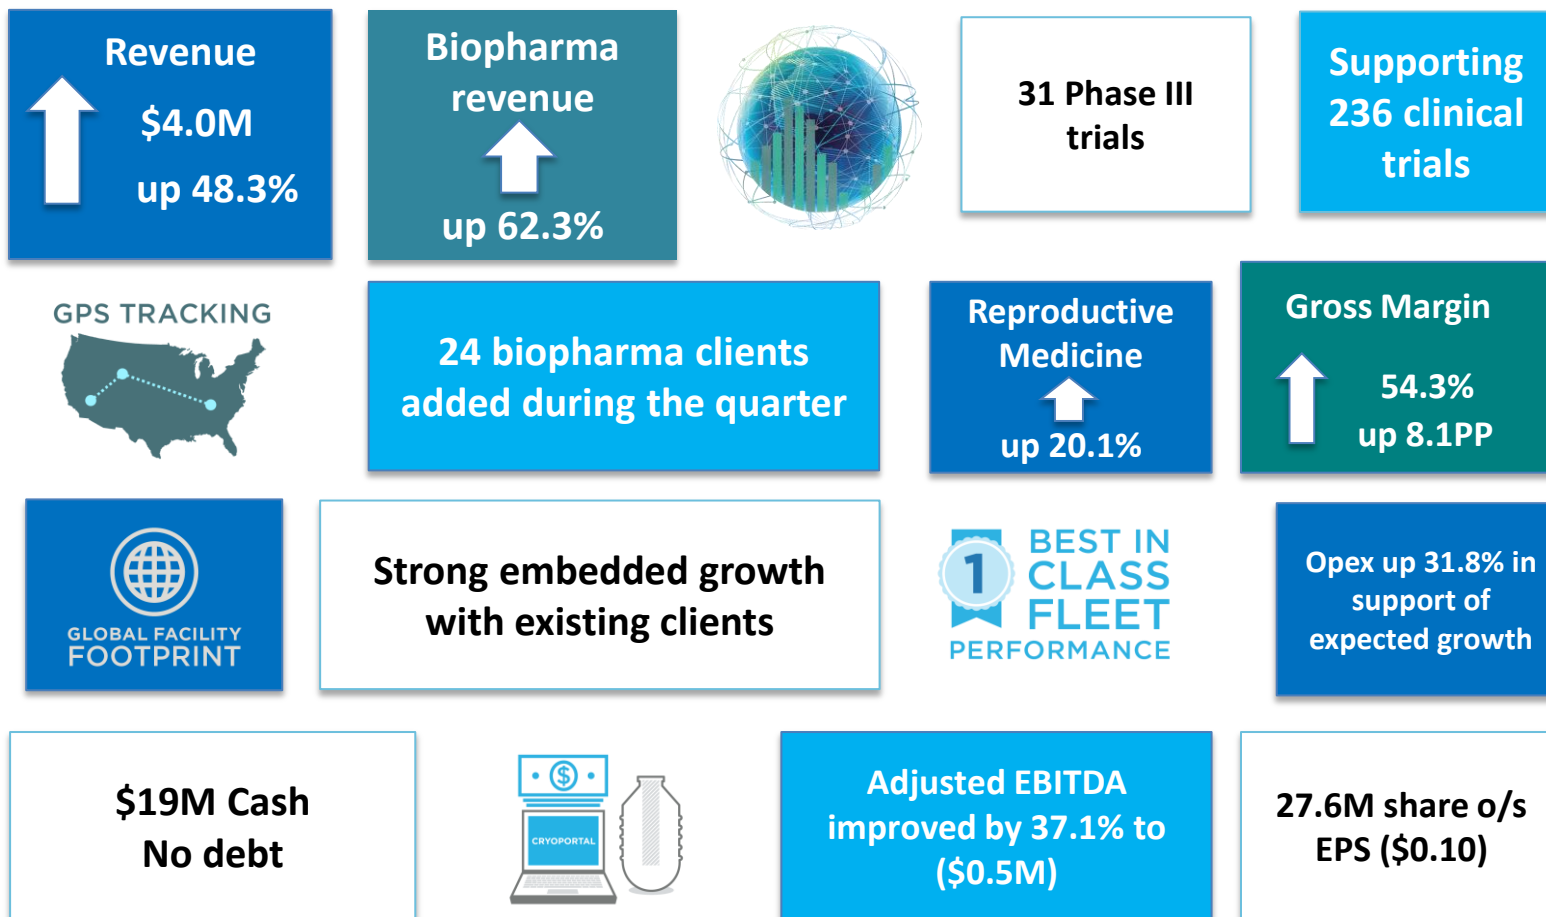 Revenue
$4.0M
up 48.3%
Biopharma
revenue
up 62.3%
31 Phase III
trials
Supporting
236 clinical
trials
GPS TRACKING
24 biopharma clients
added during the quarter
Reproductive
Medicine
up 20.1%
Gross Margin
54.3%
up 8.1PP
GLOBAL FACILITY
FOOTPRINT
Strong embedded growth
with existing clients
1
BEST IN
CLASS
FLEET
PERFORMANCE
Opex up 31.8% in
support of
expected growth
$19M Cash
No debt
$
CRYOPORTAL
Adjusted EBITDA
improved by 37.1% to
($0.5M)
27.6M share o/s
EPS ($0.10)